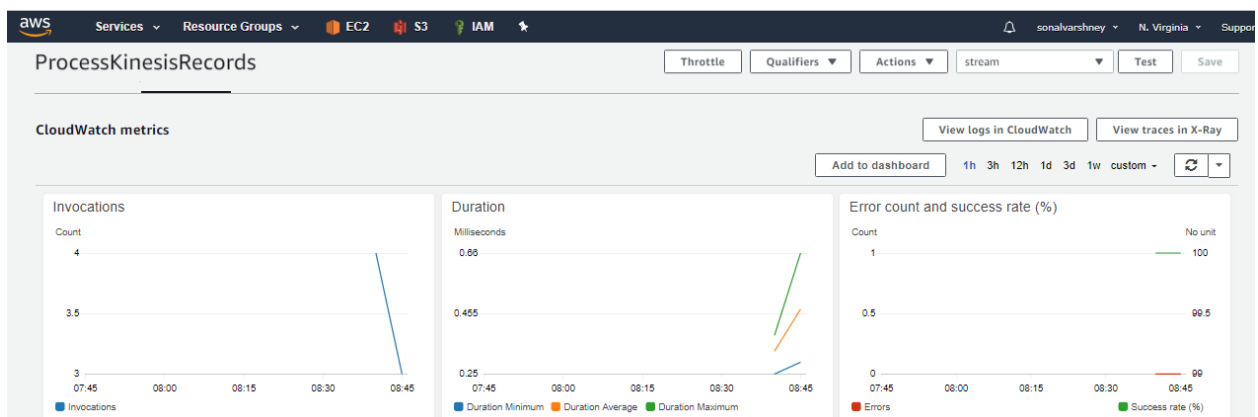 aws Services Resource Groups EC2 S3 IAM sonalvarshney N. Virginia Suppor
ProcessKinesisRecords Throttle Qualifiers Actions stream Test Save
CloudWatch metrics View logs in CloudWatch View traces in X-Ray
Add to dashboard 1h 3h 12h 1d 3d 1w custom
Invocations
Count
4
3.5
3
07:45 08:00 08:15 08:30 08:45
Invocations
Duration
Milliseconds
0.66
0.455
0.25
07:45 08:00 08:15 08:30 08:45
Duration Minimum Duration Average Duration Maximum
Error count and success rate (%)
Count No unit
1 100
0.5 99.5
0 99
07:45 08:00 08:15 08:30 08:45
Errors Success rate (%)